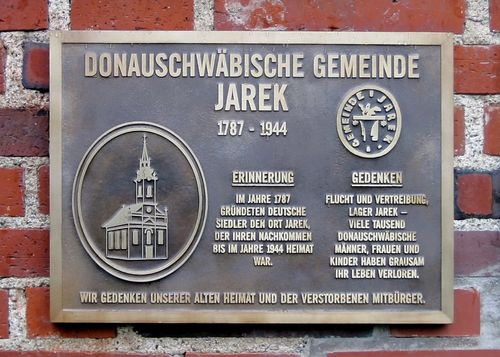 DONAUSCHWÄBISCHE GEMEINDE
JAREK
1787 - 1944
GEMEINDE JAREK
ERINNERUNG
IM JAHRE 1787
GRÜNDETEN DEUTSCHE
SIEDLER DEN ORT JAREK,
DER IHREN NACHKOMMEN
BIS IM JAHRE 1944 HEIMAT
WAR.
GEDENKEN
FLUCHT UND VERTREIBUNG,
LAGER JAREK –
VIELE TAUSEND
DONAUSCHWÄBISCHE
MÄNNER, FRAUEN UND
KINDER HABEN GRAUSAM
IHR LEBEN VERLOREN.
WIR GEDENKEN UNSERER ALTEN HEIMAT UND DER VERSTORBENEN MITBÜRGER.